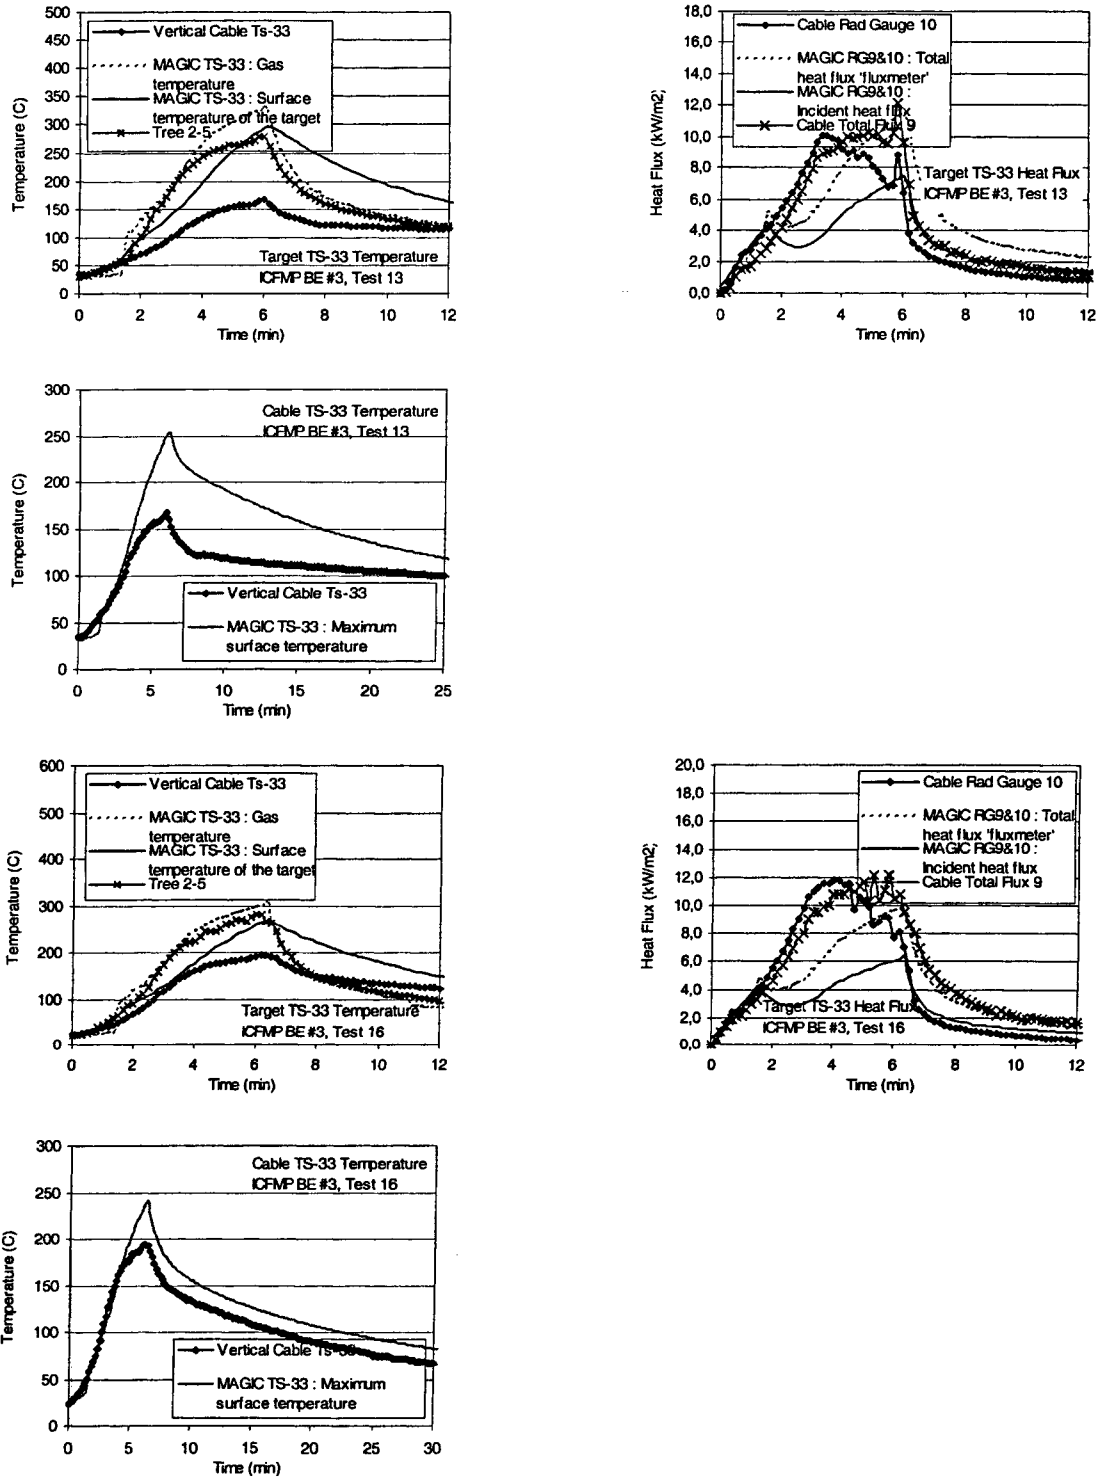 500
450
400
350
300
250
200
150
100
50
0
Temperature (C)
Vertical Cable Ts-33
MAGIC TS-33 : Gas
temperature
MAGIC TS-33 : Surface
temperature of the target
Tree 2-5
Target TS-33 Temperature
ICFMP BE #3, Test 13
0 2 4 6 8 10 12
Time (min)
18,0
16,0
14,0
12,0
10,0
8,0
6,0
4,0
2,0
0,0
Heat Flux (kW/m2;
Cable Rad Gauge 10
MAGIC RG9&10 : Total
heat flux 'fluxmeter'
MAGIC RG9&10 :
Incident heat flux
Cable Total Flux 9
Target TS-33 Heat Flux
ICFMP BE #3, Test 13
0 2 4 6 8 10 12
Time (min)
300
250
200
150
100
50
0
Temperature (C)
Cable TS-33 Temperature
ICFMP BE #3, Test 13
Vertical Cable Ts-33
MAGIC TS-33 : Maximum
surface temperature
0 5 10 15 20 25
Time (min)
600
500
400
300
200
100
0
Temperature (C)
Vertical Cable Ts-33
MAGIC TS-33 : Gas
temperature
MAGIC TS-33 : Surface
temperature of the target
Tree 2-5
Target TS-33 Temperature
ICFMP BE #3, Test 16
0 2 4 6 8 10 12
Time (min)
20,0
18,0
16,0
14,0
12,0
10,0
8,0
6,0
4,0
2,0
0,0
Heat Flux (kW/m2;
Cable Rad Gauge 10
MAGIC RG9&10 : Total
heat flux 'fluxmeter'
MAGIC RG9&10 :
Incident heat flux
Cable Total Flux 9
Target TS-33 Heat Flux
ICFMP BE #3, Test 16
0 2 4 6 8 10 12
Time (min)
300
250
200
150
100
50
0
Temperature (C)
Cable TS-33 Temperature
ICFMP BE #3, Test 16
Vertical Cable Ts-33
MAGIC TS-33 : Maximum
surface temperature
0 5 10 15 20 25 30
Time (min)